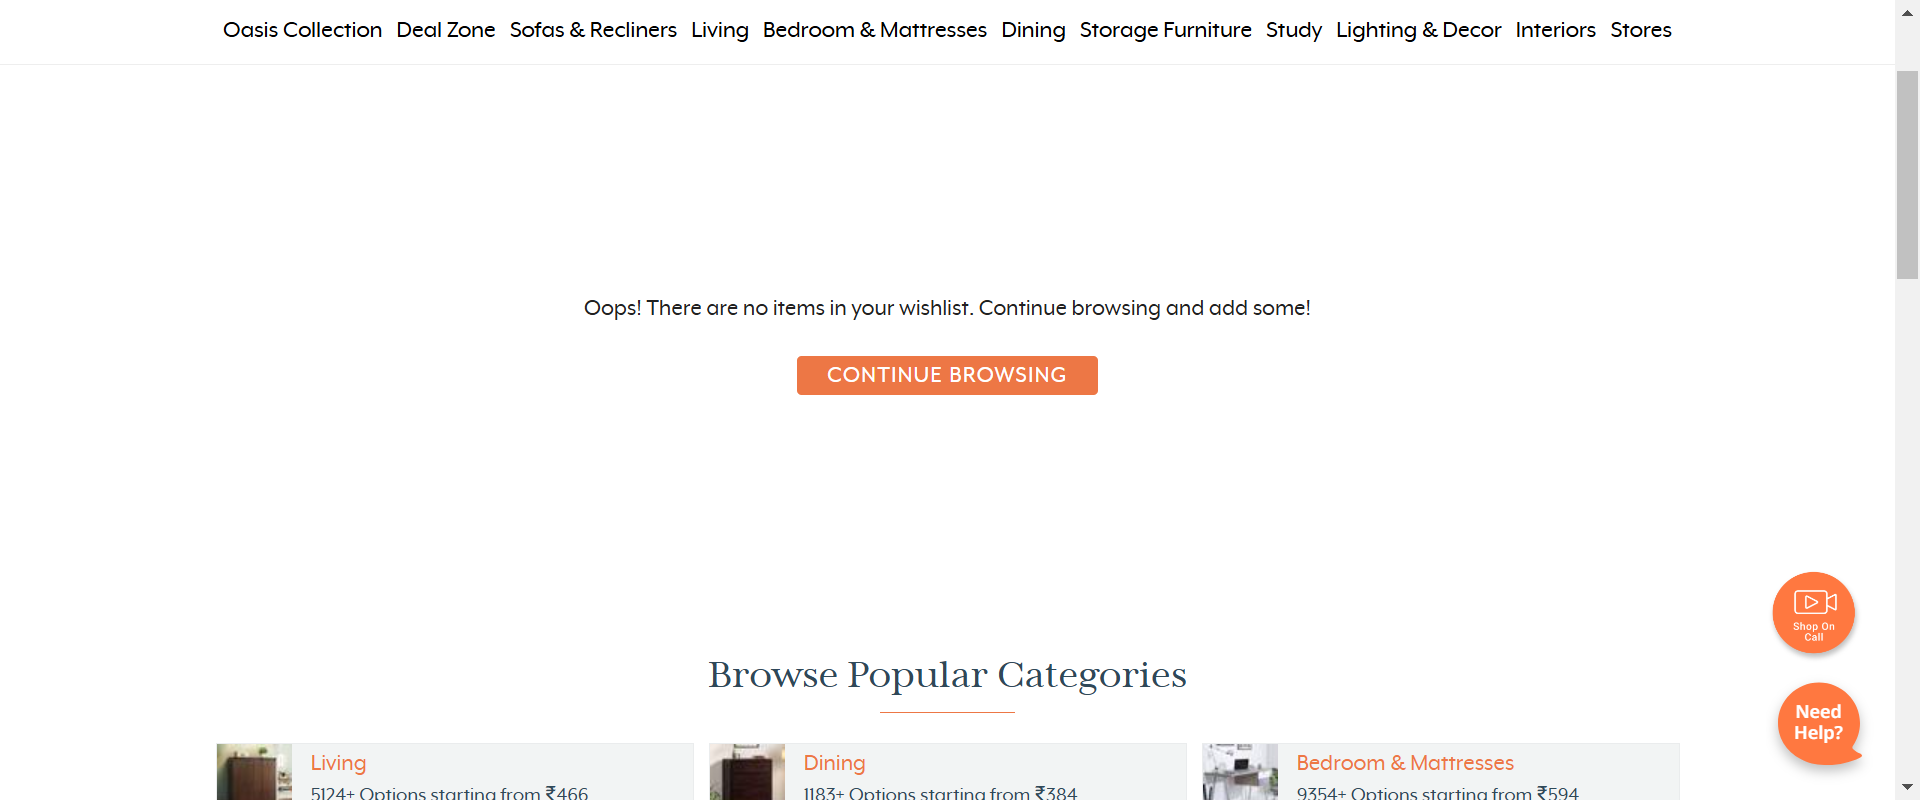 Oasis Collection Deal Zone Sofas & Recliners Living Bedroom & Mattresses Dining Storage Furniture Study Lighting & Decor Interiors Stores
Oops! There are no items in your wishlist. Continue browsing and add some!
CONTINUE BROWSING
Shop On
Call
Browse Popular Categories
Need
Help?
Living
5124+ Options starting from ₹466
Dining
1183+ Options starting from ₹384
Bedroom & Mattresses
9354+ Options starting from ₹594